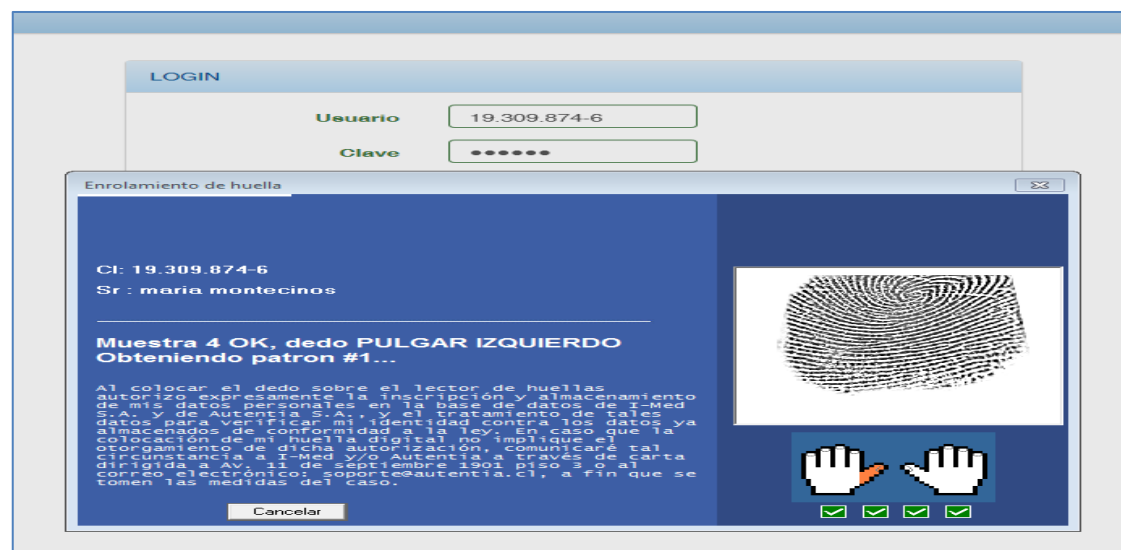 LOGIN
Usuario 19.309.874-6
Clave ●●●●●●
Enrolamiento de huella
CI: 19.309.874-6
Sr : maria montecinos
Muestra 4 OK, dedo PULGAR IZQUIERDO
Obteniendo patron #1...
Al colocar el dedo sobre el lector de huellas
autorizo expresamente la inscripción y almacenamiento
de mis datos personales en la base de datos de I-Med
S.A. y de Autentia S.A., y el tratamiento de tales
datos para verificar mi identidad contra los datos ya
almacenados de conformidad a la ley. En caso que la
colocación de mi huella digital no implique el
otorgamiento de dicha autorización, comunicaré tal
circunstancia a I-Med y/o Autentia a través de carta
dirigida a Av. 11 de septiembre 1901 piso 3 o al
correo electrónico: soporte@autentia.cl, a fin que se
tomen las medidas del caso.
Cancelar